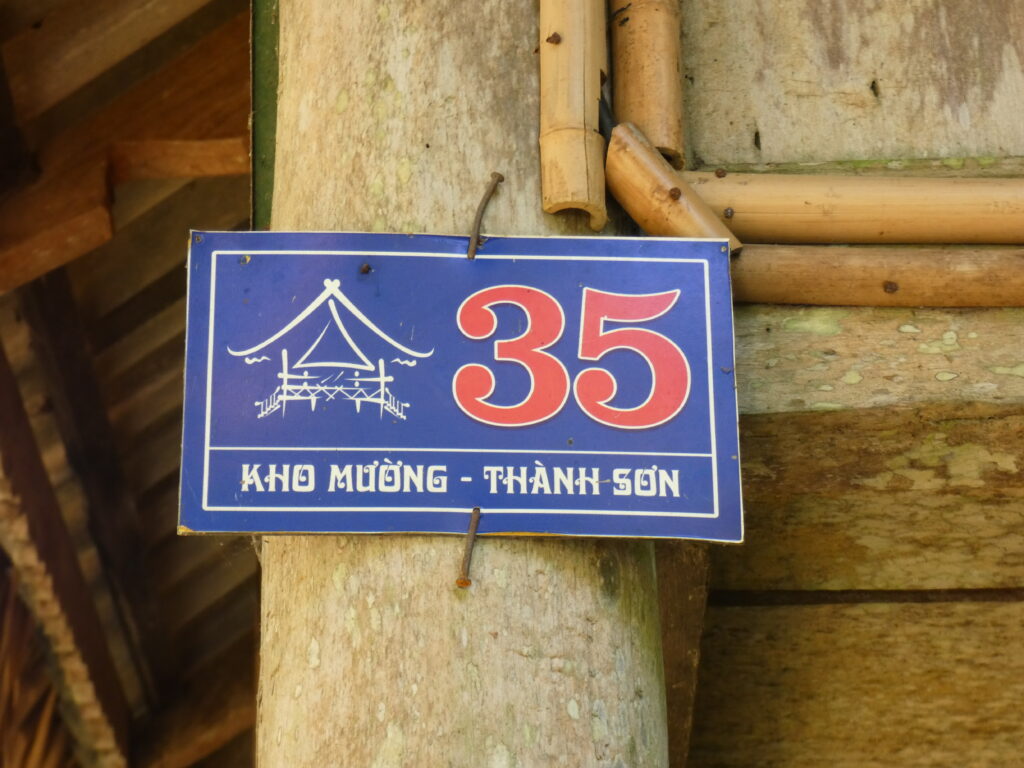 35
KHO MƯỜNG - THÀNH SƠN